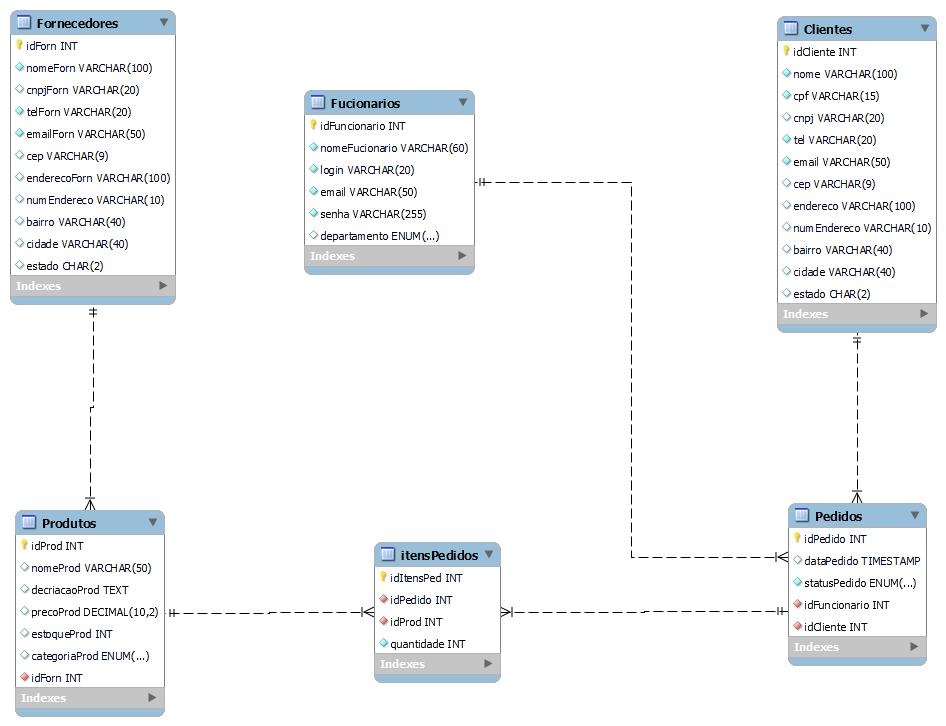 Fornecedores
idForn INT
nomeForn VARCHAR(100)
cnpjForn VARCHAR(20)
telForn VARCHAR(20)
emailForn VARCHAR(50)
cep VARCHAR(9)
enderecoForn VARCHAR(100)
numEndereco VARCHAR(10)
bairro VARCHAR(40)
cidade VARCHAR(40)
estado CHAR(2)
Indexes
Fucionarios
idFuncionario INT
nomeFucionario VARCHAR(60)
login VARCHAR(20)
email VARCHAR(50)
senha VARCHAR(255)
departamento ENUM(...)
Indexes
Clientes
idCliente INT
nome VARCHAR(100)
cpf VARCHAR(15)
cnpj VARCHAR(20)
tel VARCHAR(20)
email VARCHAR(50)
cep VARCHAR(9)
endereco VARCHAR(100)
numEndereco VARCHAR(10)
bairro VARCHAR(40)
cidade VARCHAR(40)
estado CHAR(2)
Indexes
Produtos
idProd INT
nomeProd VARCHAR(50)
decriacaoProd TEXT
precoProd DECIMAL(10,2)
estoqueProd INT
categoriaProd ENUM(...)
idForn INT
Indexes
itensPedidos
idItensPed INT
idPedido INT
idProd INT
quantidade INT
Indexes
Pedidos
idPedido INT
dataPedido TIMESTAMP
statusPedido ENUM(...)
idFuncionario INT
idCliente INT
Indexes